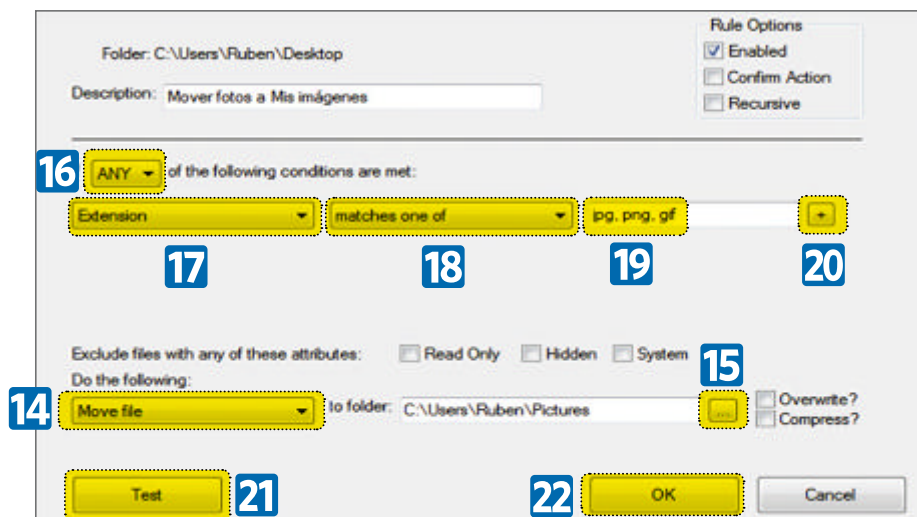 Rule Options
Folder: C:\Users\Ruben\Desktop
Enabled
Confirm Action
Description: Mover fotos a Mis imágenes
Recursive
16 ANY of the following conditions are met:
Extension matches one of jpg, png, gif +
17 18 19 20
Exclude files with any of these attributes: Read Only Hidden System 15
Do the following:
14 Move file to folder: C:\Users\Ruben\Pictures ... Overwrite?
Compress?
Test 21 22 OK Cancel